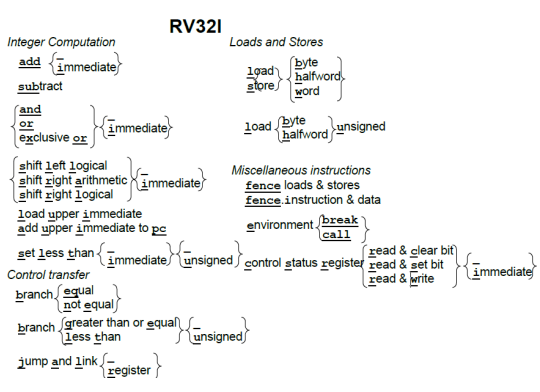 RV32I
Integer Computation
add { _ immediate }
subtract
{ and or exclusive or } { _ immediate }
{ shift left logical shift right arithmetic shift right logical } { _ immediate }
load upper immediate
add upper immediate to pc
set less than { _ immediate } { _ unsigned }
Control transfer
branch { equal not equal }
branch { greater than or equal less than } { _ unsigned }
jump and link { _ register }
Loads and Stores
{ load store } { byte halfword word }
load { byte halfword } unsigned
Miscellaneous instructions
fence loads & stores
fence.instruction & data
environment { break call }
control status register { read & clear bit read & set bit read & write } { _ immediate }